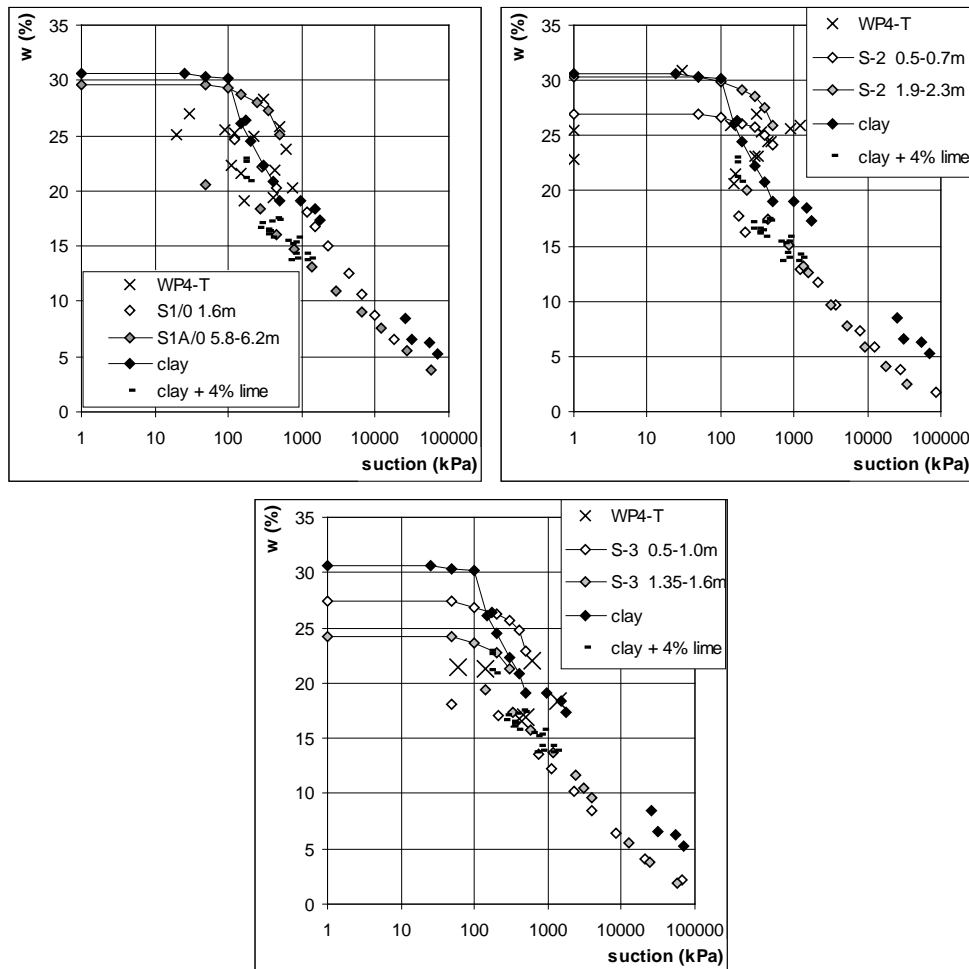 w (%)
35
30
25
20
15
10
5
0
WP4-T
S1/0 1.6m
S1A/0 5.8-6.2m
clay
clay + 4% lime
1 10 100 1000 10000 100000
suction (kPa)
w (%)
35
30
25
20
15
10
5
0
WP4-T
S-2 0.5-0.7m
S-2 1.9-2.3m
clay
clay + 4% lime
1 10 100 1000 10000 100000
suction (kPa)
w (%)
35
30
25
20
15
10
5
0
WP4-T
S-3 0.5-1.0m
S-3 1.35-1.6m
clay
clay + 4% lime
1 10 100 1000 10000 100000
suction (kPa)